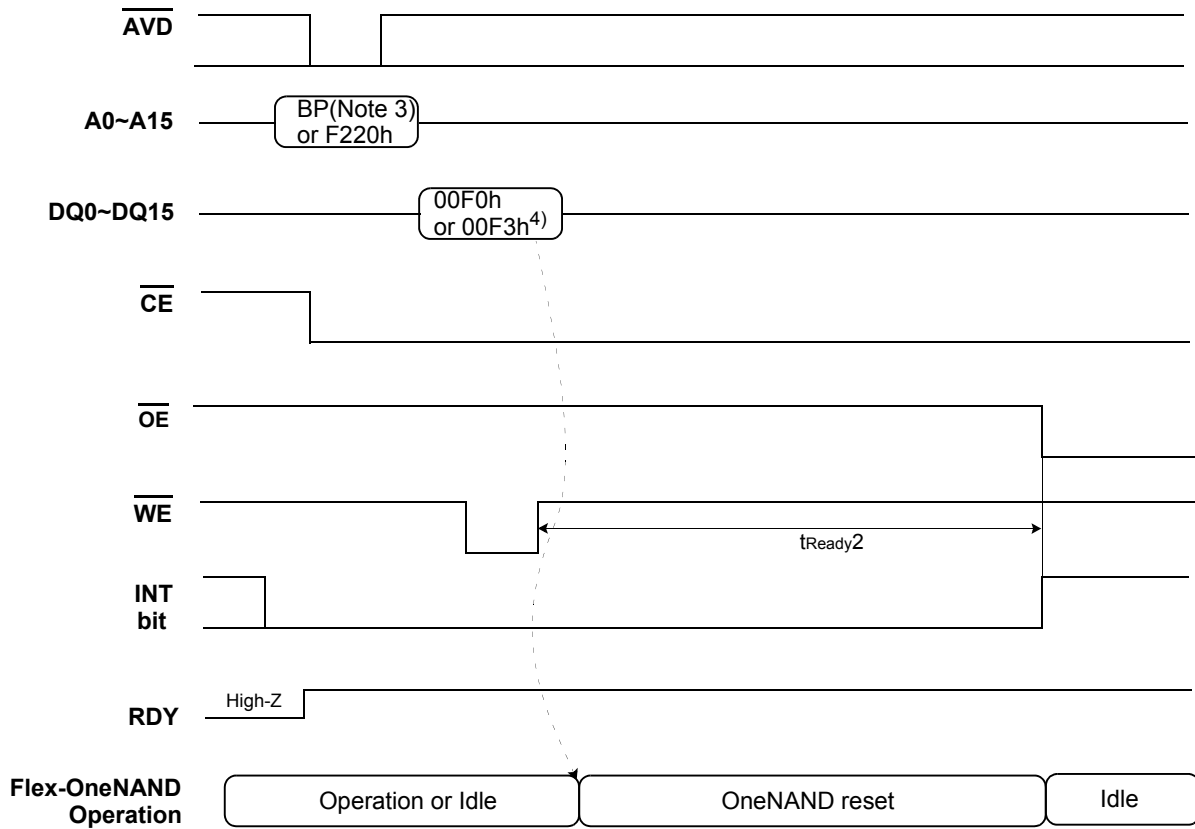 AVD
A0~A15
BP(Note 3)
or F220h
DQ0~DQ15
00F0h
or 00F3h4)
CE
OE
WE
tReady2
INT
bit
High-Z
RDY
Flex-OneNAND
Operation
Operation or Idle
OneNAND reset
Idle